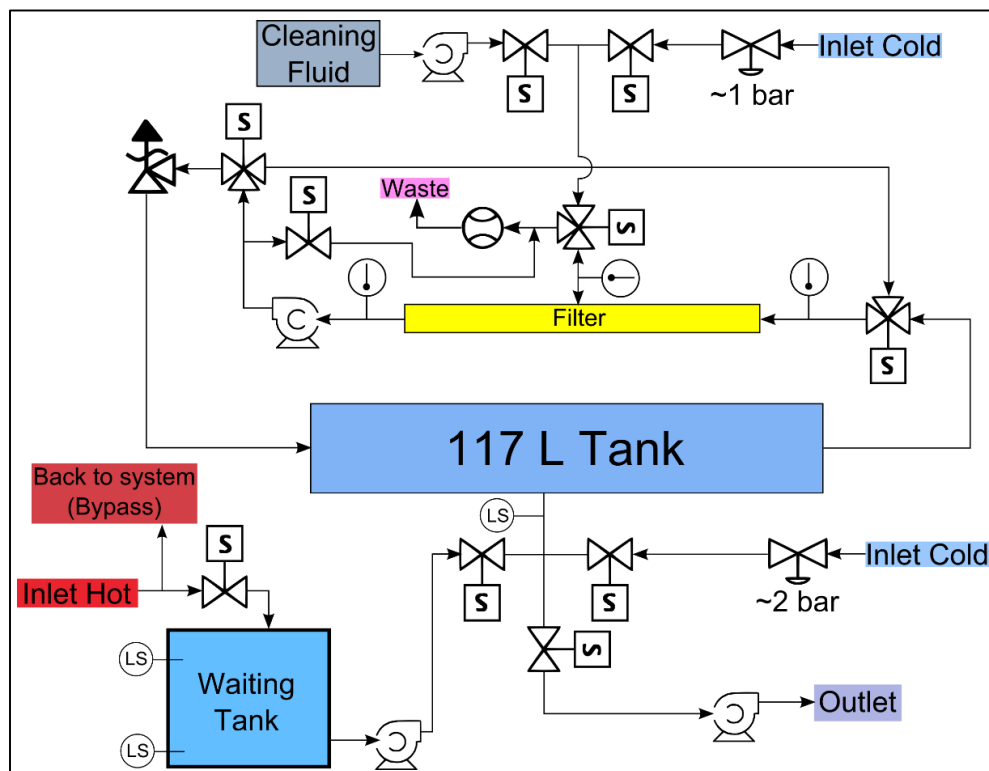 Cleaning
Fluid
S
S
~1 bar
Inlet Cold
S
S
Waste
S
Filter
S
117 L Tank
Back to system
(Bypass)
S
LS
Inlet Hot
S
S
~2 bar
Inlet Cold
S
LS
Waiting
Tank
LS
Outlet